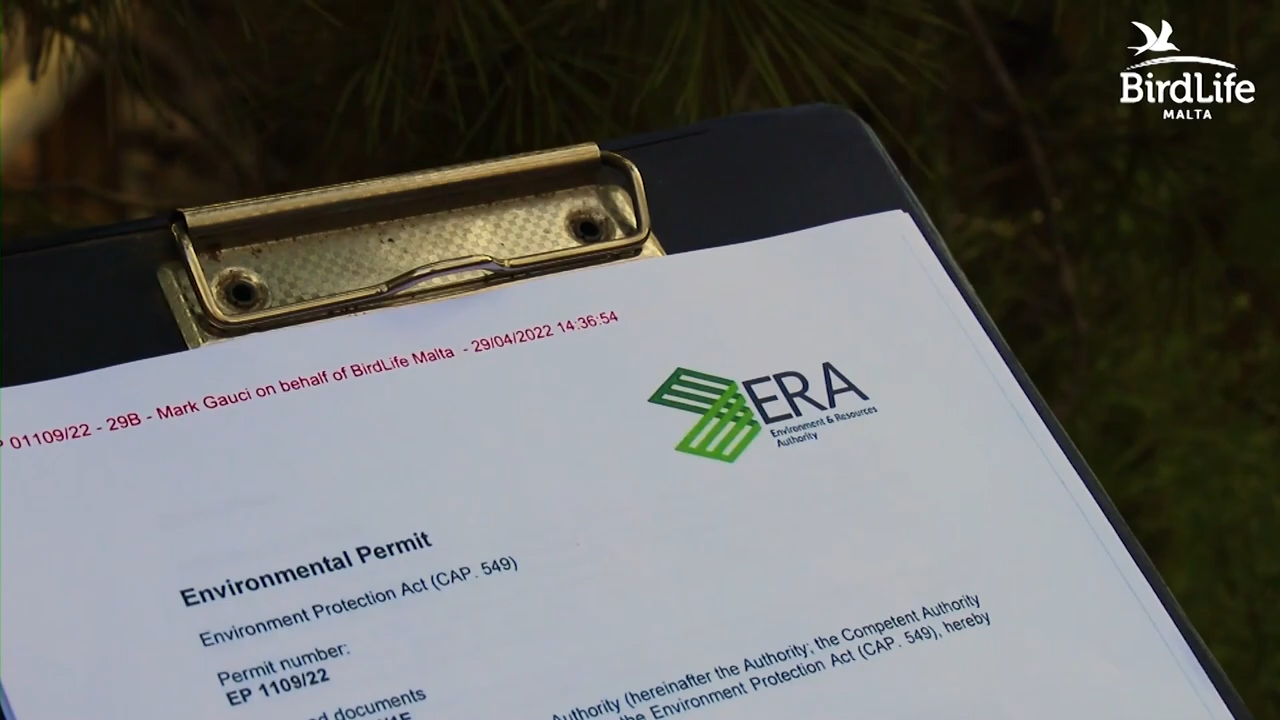 BirdLife
MALTA
01109/22 - 29B - Mark Gauci on behalf of BirdLife Malta - 29/04/2022 14:36:54
ERA
Environment & Resources
Authority
Environmental Permit
Environment Protection Act (CAP. 549)
Permit number:
EP 1109/22
documents
Authority (hereinafter the Authority; the Competent Authority
the Environment Protection Act (CAP. 549), hereby